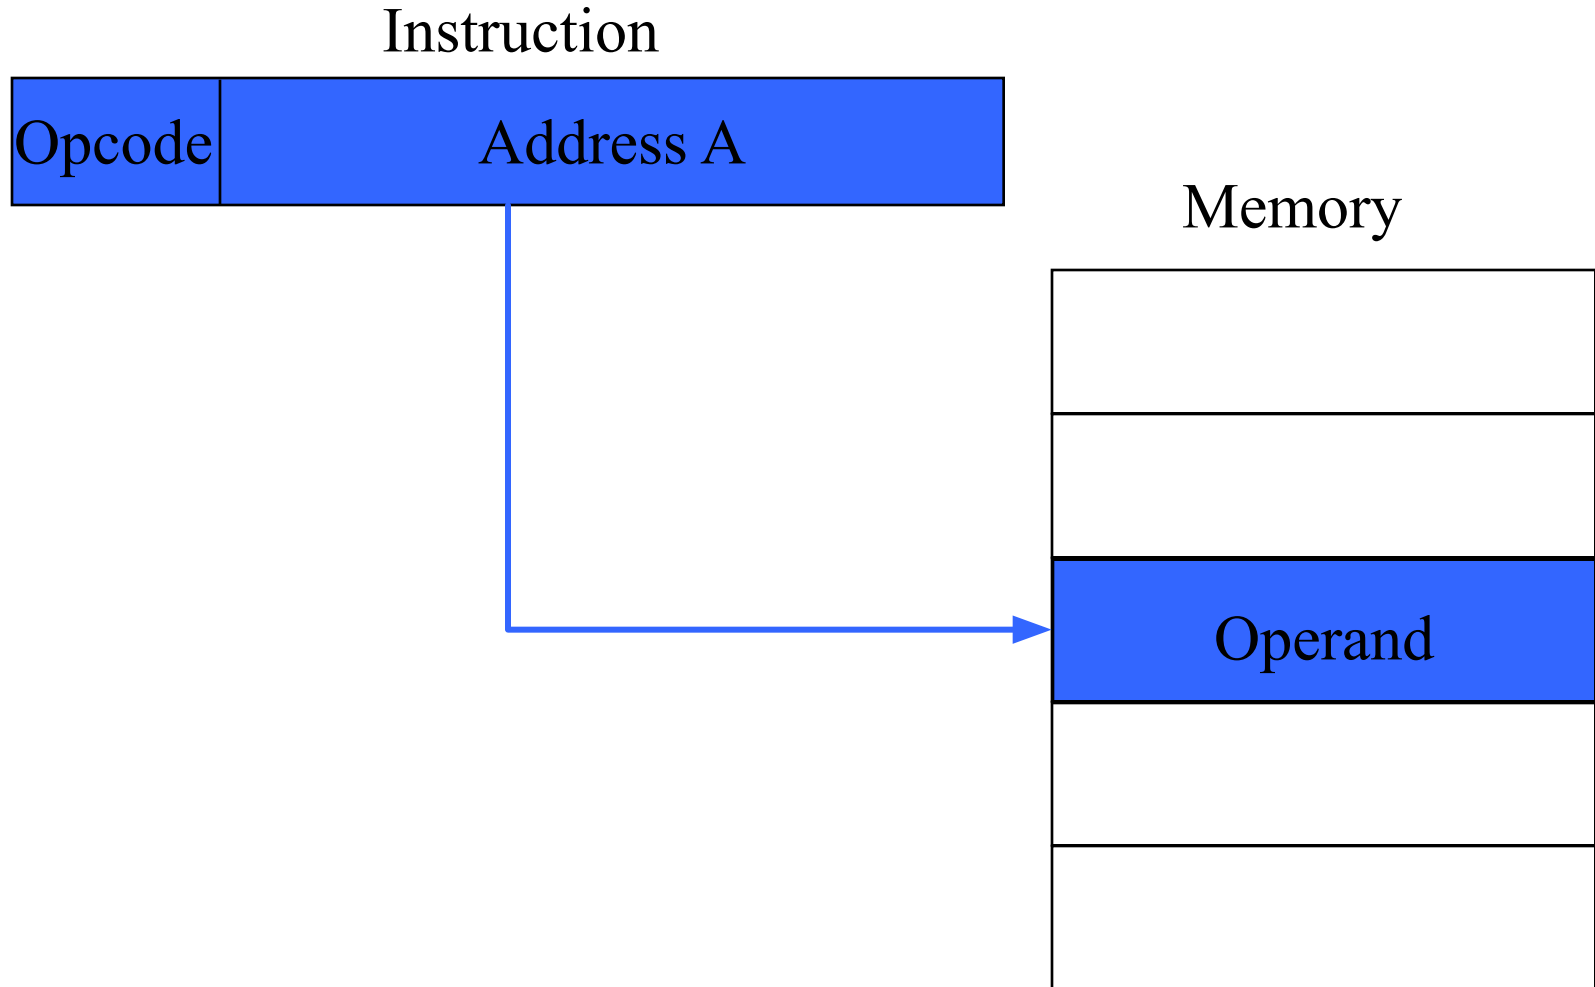 Instruction
Opcode
Address A
Memory
Operand